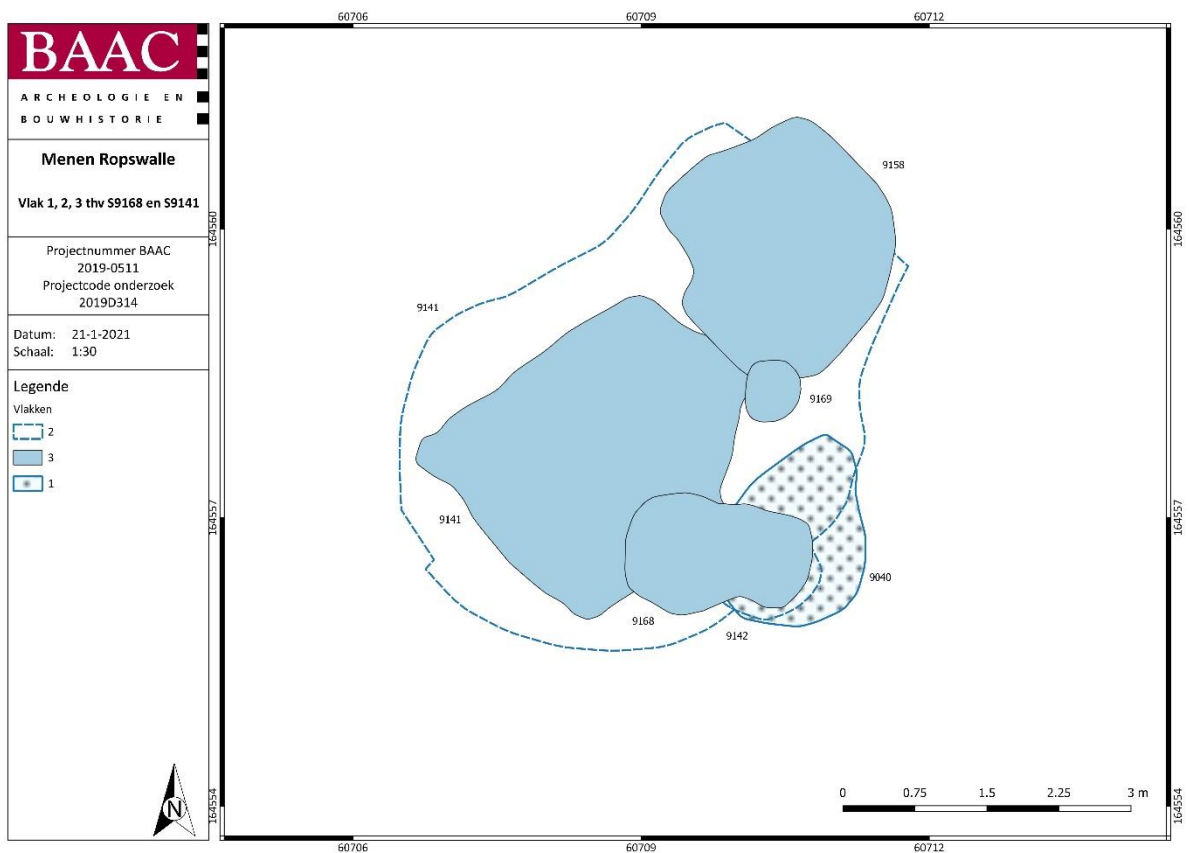 BAAC
ARCHEOLOGIE EN
BOUWHISTORIE
Menen Ropswalle
Vlak 1, 2, 3 thv S9168 en S9141
Projectnummer BAAC
2019-0511
Projectcode onderzoek
2019D314
Datum: 21-1-2021
Schaal: 1:30
Legende
Vlakken
2
3
1
N
60706 60709 60712
164560 164560
164557 164557
164554 164554
9158
9141
9169
9141
9040
9168
9142
0 0.75 1.5 2.25 3 m
60706 60709 60712